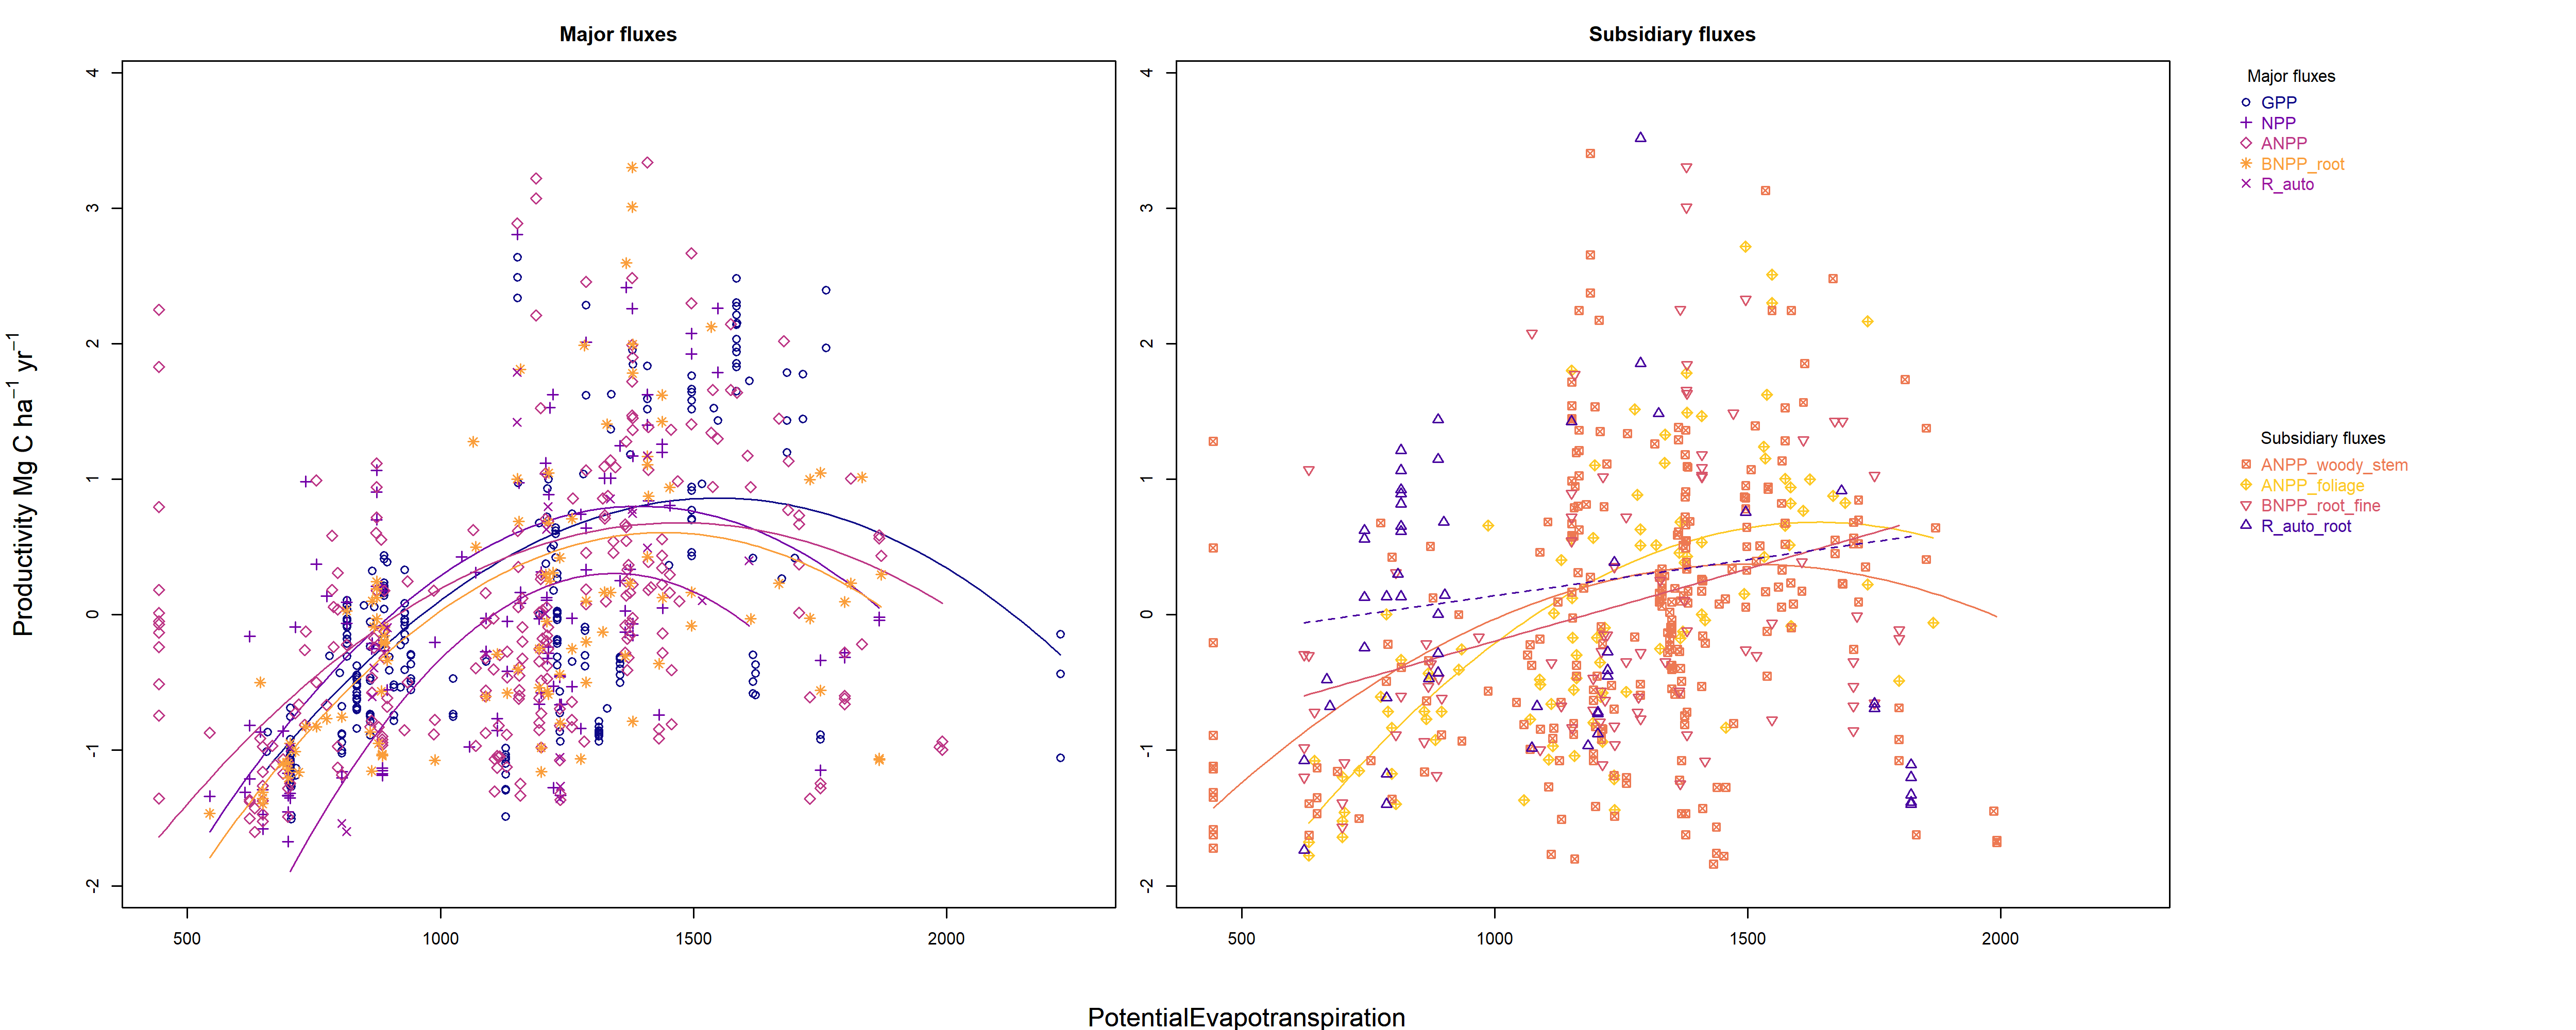 Major fluxes
Subsidiary fluxes
Productivity Mg C ha−1 yr−1
4
3
2
1
0
-1
-2
500
1000
1500
2000
4
3
2
1
0
-1
-2
500
1000
1500
2000
PotentialEvapotranspiration
Major fluxes
GPP
NPP
ANPP
BNPP_root
R_auto
Subsidiary fluxes
ANPP_woody_stem
ANPP_foliage
BNPP_root_fine
R_auto_root